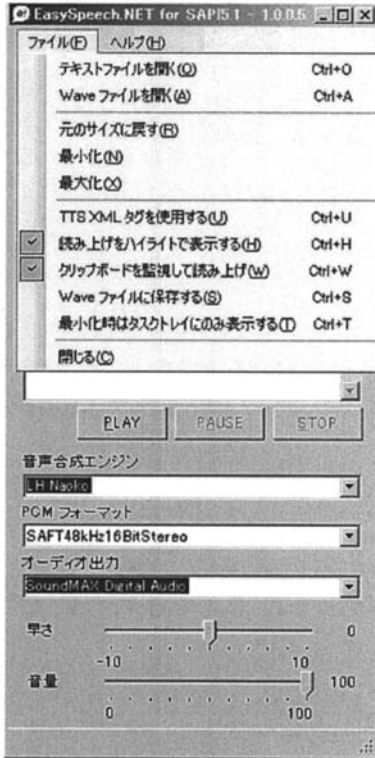 EasySpeech.NET for SAPI5.1 - 1.0.0.5
ファイル(F) ヘルプ(H)
テキストファイルを開く(O) Ctrl+O
Wave ファイルを開く(A) Ctrl+A
元のサイズに戻す(R)
最小化(N)
最大化(X)
TTS XML タグを使用する(U) Ctrl+U
読み上げをハイライトで表示する(H) Ctrl+H
クリップボードを監視して読み上げ(W) Ctrl+W
Wave ファイルに保存する(S) Ctrl+S
最小化時はタスクトレイにのみ表示する(T) Ctrl+T
閉じる(C)
PLAY PAUSE STOP
音声合成エンジン
LH Naoko
PCM フォーマット
SAFT48kHz16BitStereo
オーディオ出力
SoundMAX Digital Audio
早さ 0
-10 10
音量 100
0 100